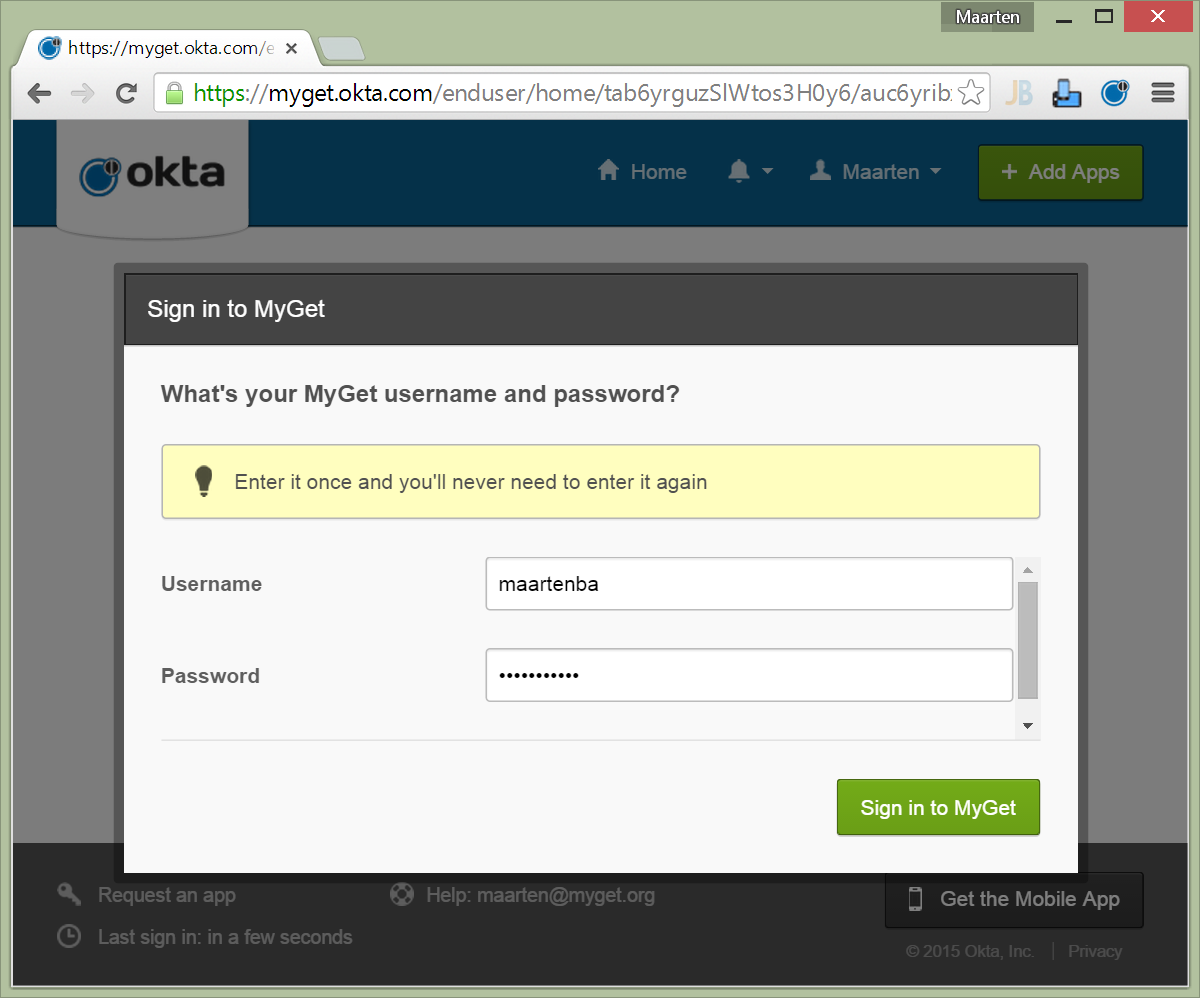 Maarten
https://myget.okta.com/e
https://myget.okta.com/enduser/home/tab6yrguzSlWtos3H0y6/auc6yrib
JB
okta
Home
Maarten
+ Add Apps
Sign in to MyGet
What's your MyGet username and password?
Enter it once and you'll never need to enter it again
Username
maartenba
Password
•••••••••••
Sign in to MyGet
Request an app
Help: maarten@myget.org
Get the Mobile App
Last sign in: in a few seconds
© 2015 Okta, Inc. | Privacy